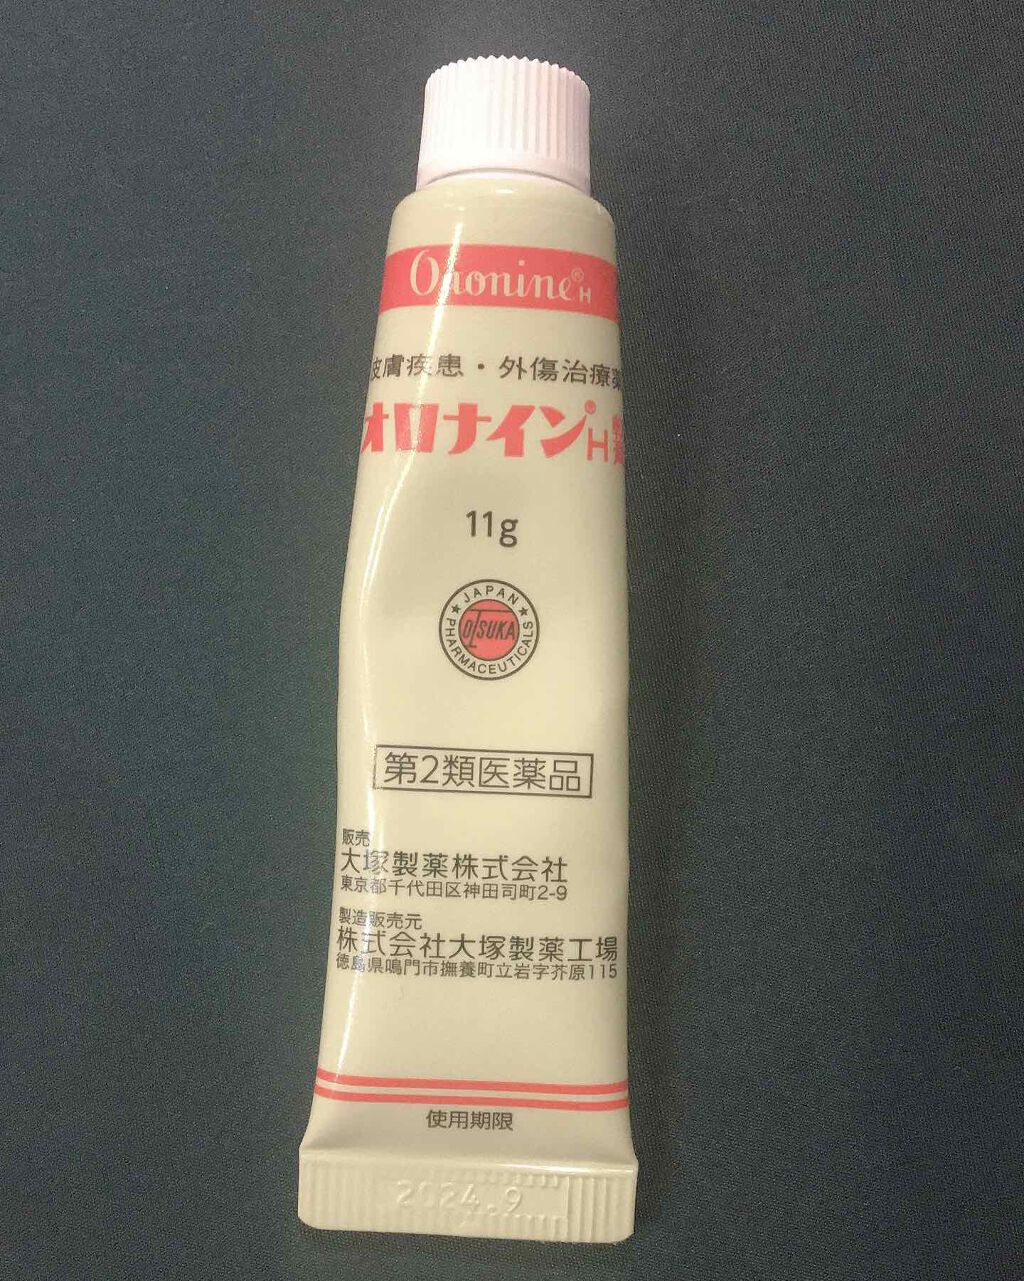 Oronine®H
皮膚疾患・外傷治療薬
オロナイン®H軟
11g
JAPAN
OTSUKA
PHARMACEUTICALS
第2類医薬品
販売
大塚製薬株式会社
東京都千代田区神田司町2-9
製造販売元
株式会社大塚製薬工場
徳島県鳴門市撫養町立岩字芥原115
使用期限
2024.9